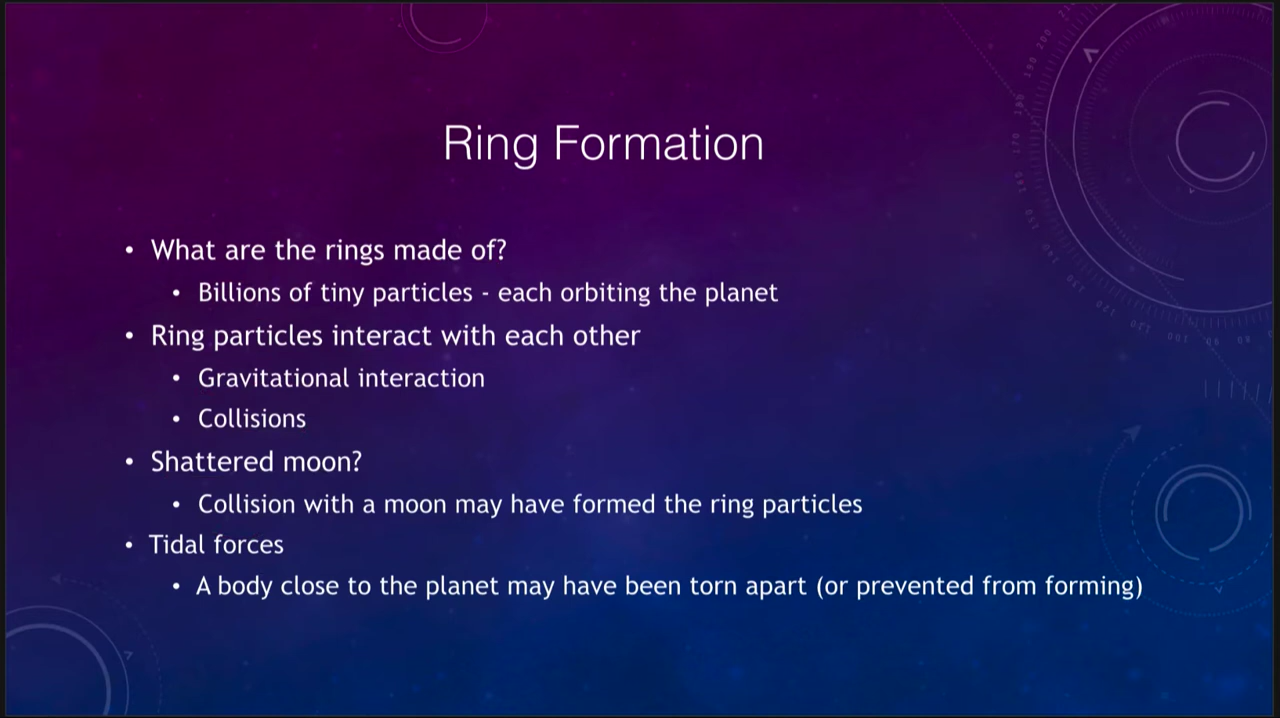 Ring Formation
• What are the rings made of?
• Billions of tiny particles - each orbiting the planet
• Ring particles interact with each other
• Gravitational interaction
• Collisions
• Shattered moon?
• Collision with a moon may have formed the ring particles
• Tidal forces
• A body close to the planet may have been torn apart (or prevented from forming)